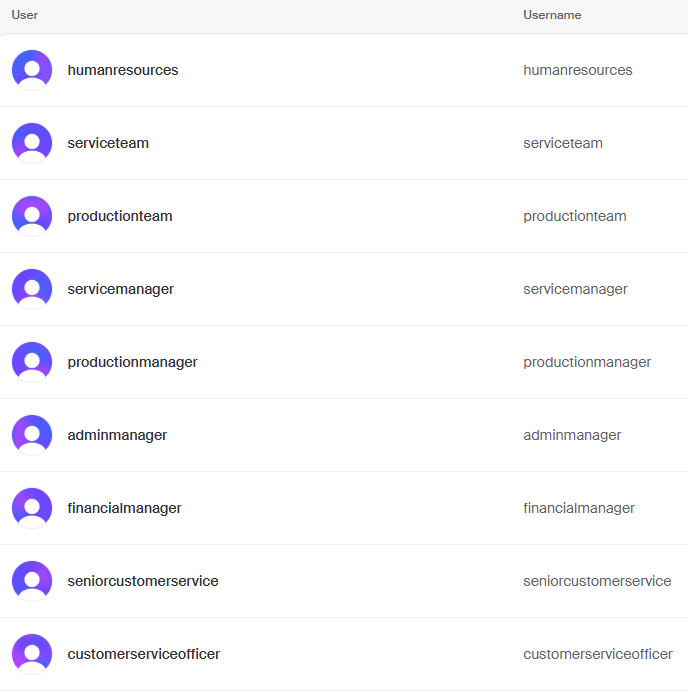 User Username
humanresources humanresources
serviceteam serviceteam
productionteam productionteam
servicemanager servicemanager
productionmanager productionmanager
adminmanager adminmanager
financialmanager financialmanager
seniorcustomerservice seniorcustomerservice
customerserviceofficer customerserviceofficer